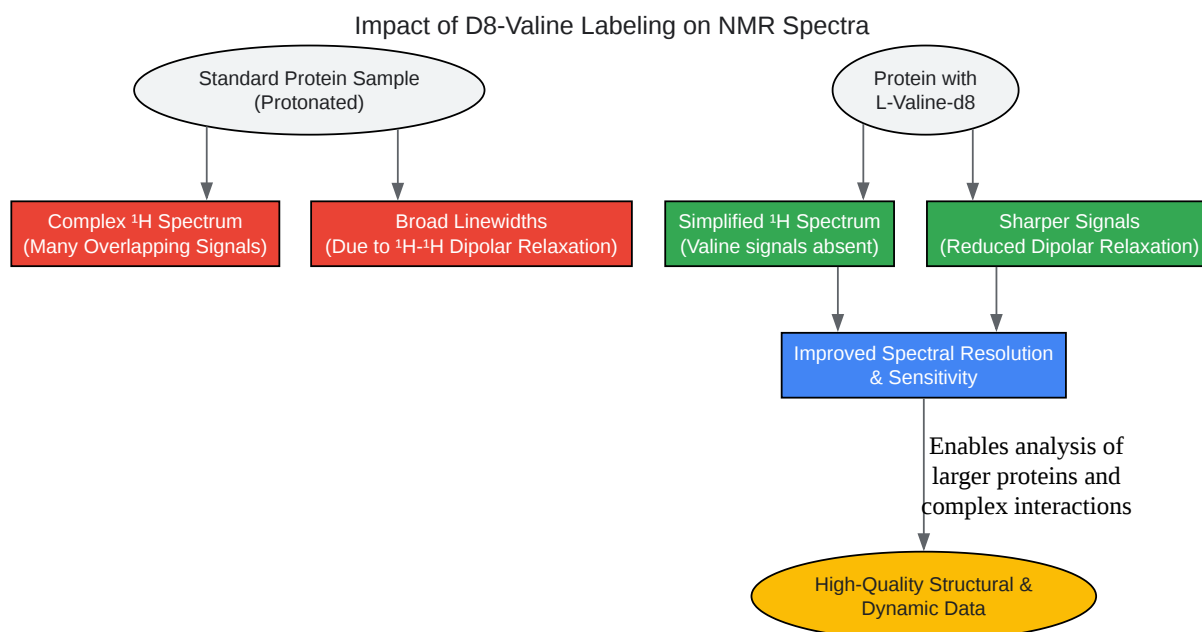 Impact of D8-Valine Labeling on NMR Spectra
Standard Protein Sample
(Protonated)
Protein with
L-Valine-d8
Complex ¹H Spectrum
(Many Overlapping Signals)
Broad Linewidths
(Due to ¹H-¹H Dipolar Relaxation)
Simplified ¹H Spectrum
(Valine signals absent)
Sharper Signals
(Reduced Dipolar Relaxation)
Improved Spectral Resolution
& Sensitivity
Enables analysis of
larger proteins and
complex interactions
High-Quality Structural &
Dynamic Data